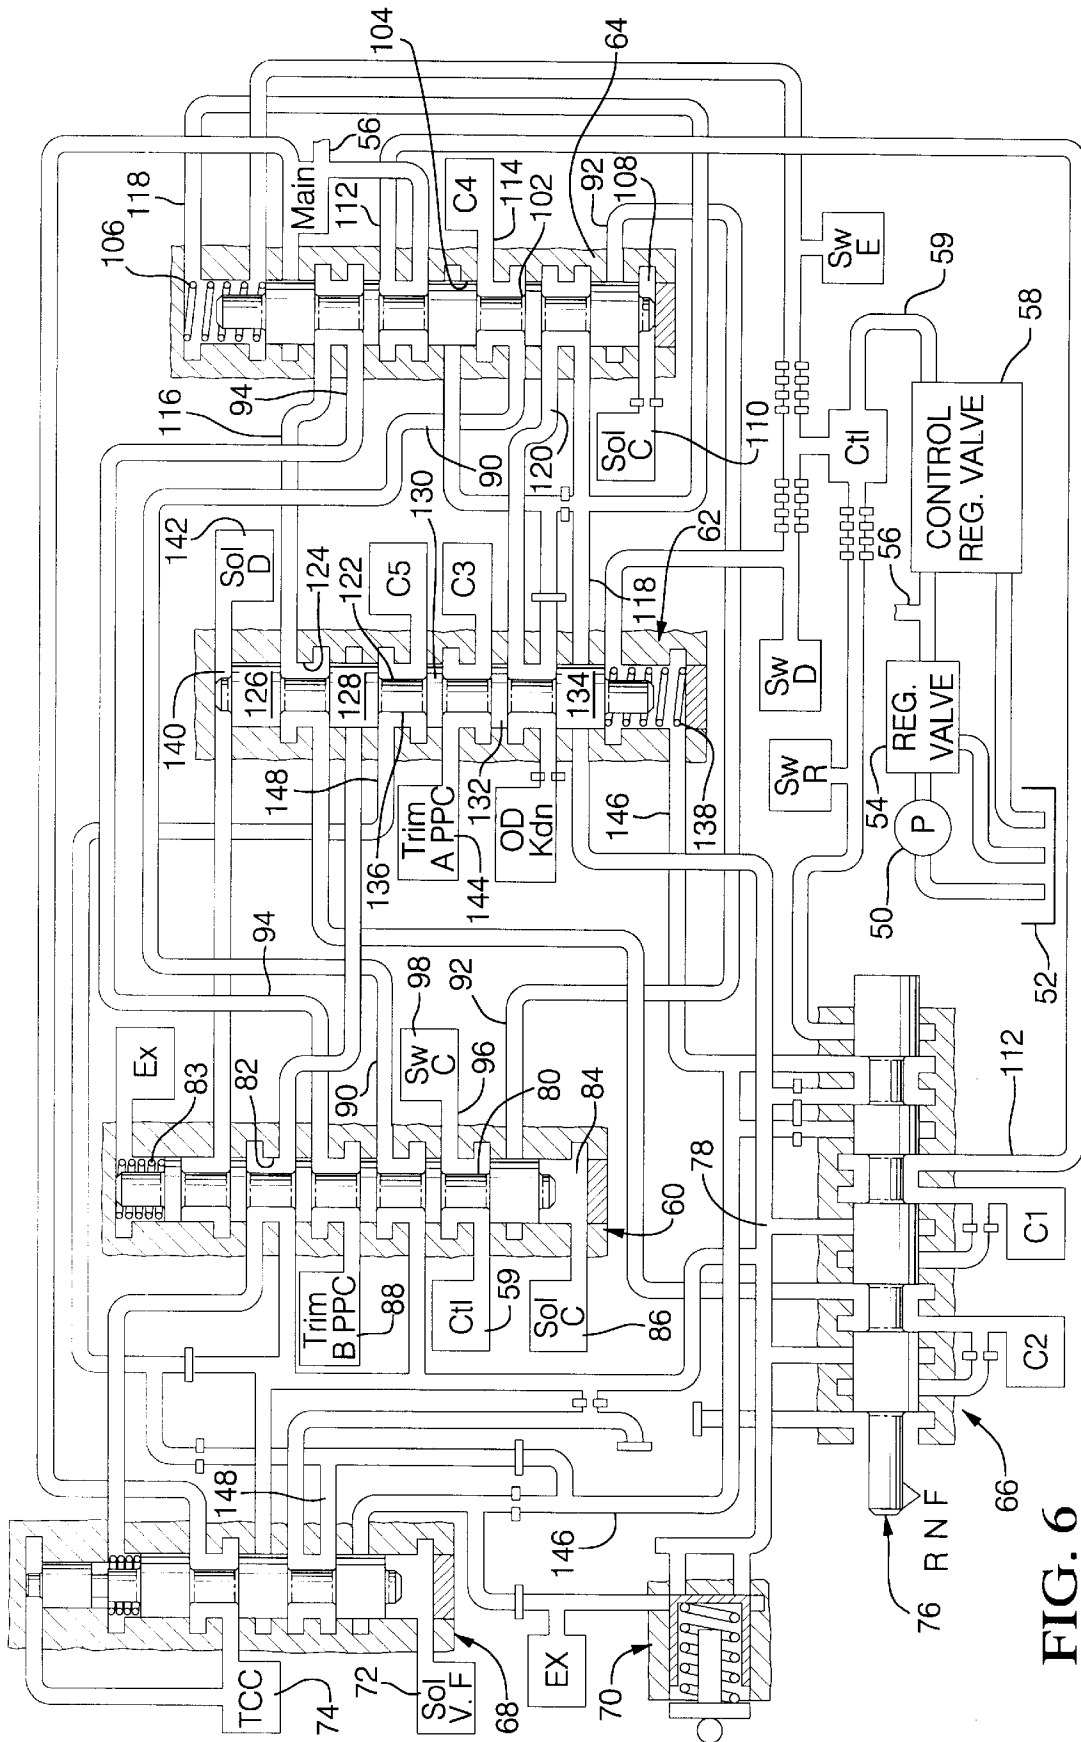 104
64
56
118
106
Main
112
C4
114
102
92
108
116
94
90
120
Sol
C
110
Sw
E
59
58
142
Sol
D
124
122
130
C5
C3
118
62
Ctl
56
CONTROL
REG. VALVE
140
126
128
134
Sw
D
REG.
VALVE
54
148
136
Trim
A PPC
144
132
OD
Kdn
146
138
Sw
R
P
50
52
94
98
Ex
83
82
90
Sw
C
96
92
80
84
112
60
78
Trim
B PPC
88
Ctl
59
Sol
C
86
C1
C2
148
146
66
TCC
74
72
Sol
V. F
68
EX
70
R N F
76
FIG. 6